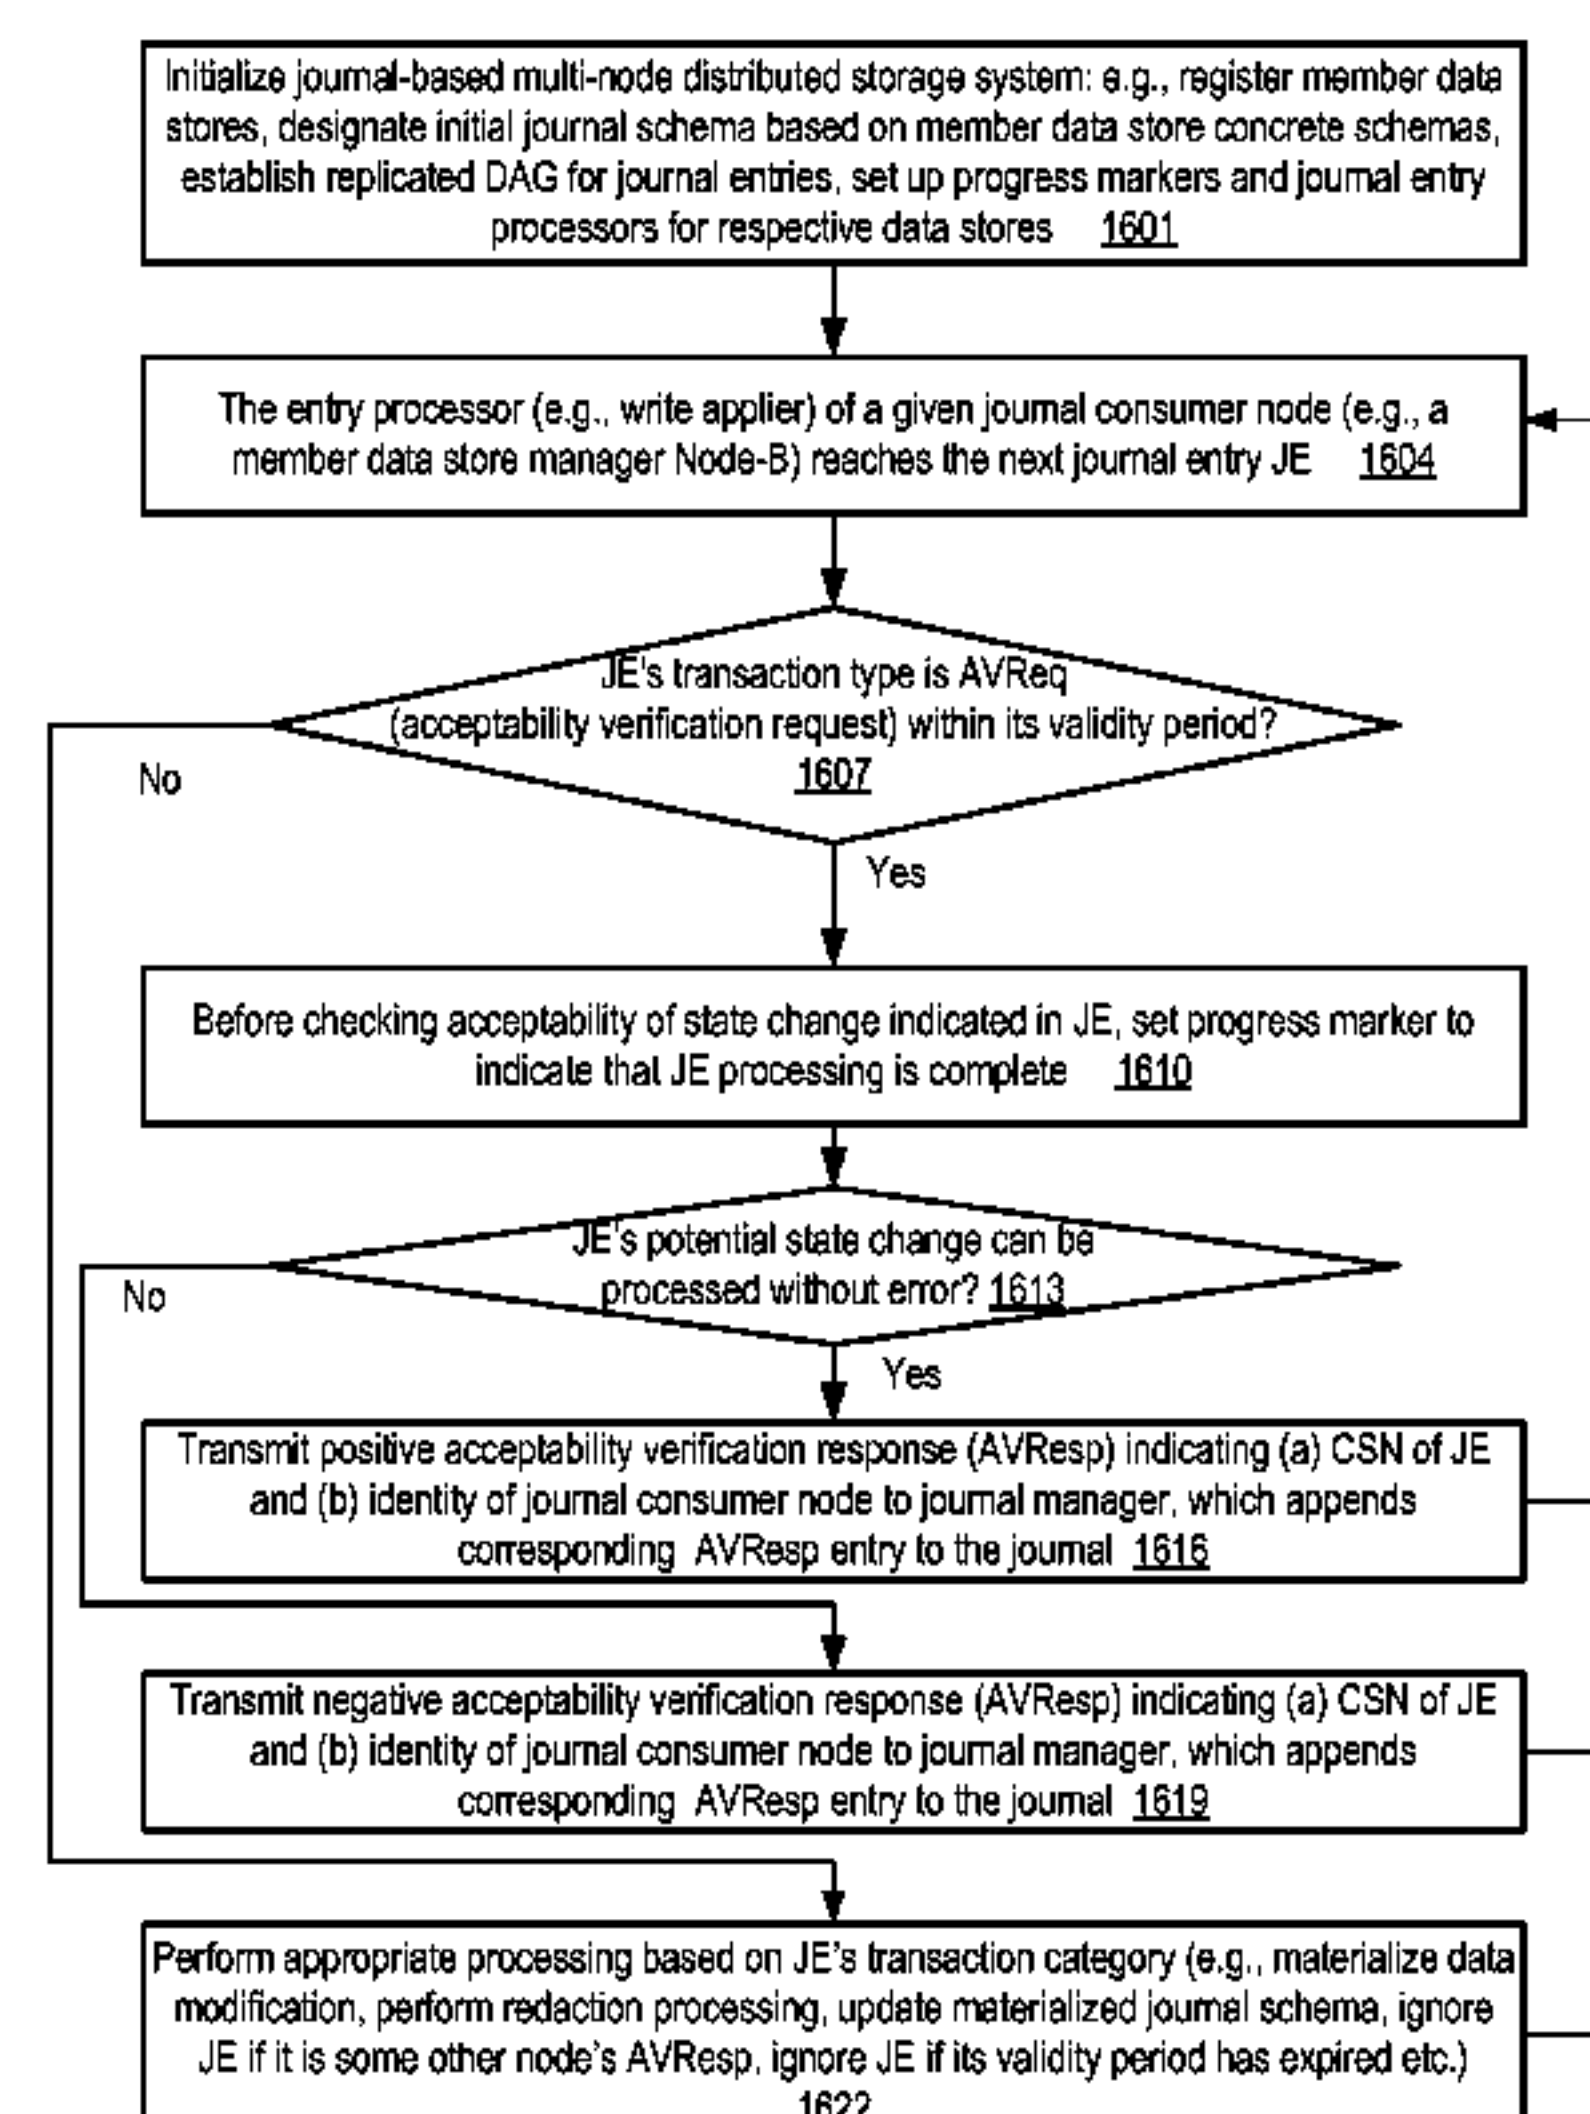 Initialize journal-based multi-node distributed storage system: e.g., register member data
stores, designate initial journal schema based on member data store concrete schemas,
establish replicated DAG for journal entries, set up progress markers and journal entry
processors for respective data stores 1601
The entry processor (e.g., write applier) of a given journal consumer node (e.g., a
member data store manager Node-B) reaches the next journal entry JE 1604
JE's transaction type is AVReq
(acceptability verification request) within its validity period?
1607
No
Yes
Before checking acceptability of state change indicated in JE, set progress marker to
indicate that JE processing is complete 1610
JE's potential state change can be
processed without error? 1613
No
Yes
Transmit positive acceptability verification response (AVResp) indicating (a) CSN of JE
and (b) identity of journal consumer node to journal manager, which appends
corresponding AVResp entry to the journal 1616
Transmit negative acceptability verification response (AVResp) indicating (a) CSN of JE
and (b) identity of journal consumer node to journal manager, which appends
corresponding AVResp entry to the journal 1619
Perform appropriate processing based on JE's transaction category (e.g., materialize data
modification, perform redaction processing, update materialized journal schema, ignore
JE if it is some other node's AVResp, ignore JE if its validity period has expired etc.)
1622